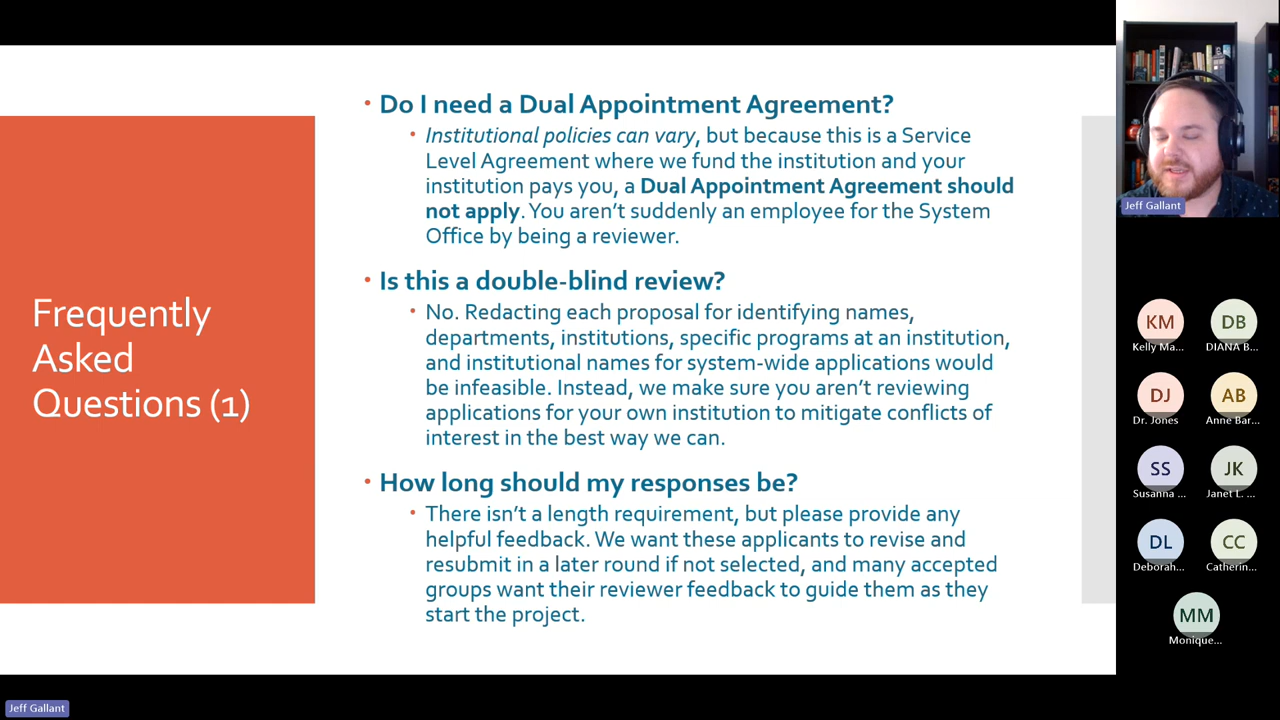 Frequently
Asked
Questions (1)
• Do I need a Dual Appointment Agreement?
• Institutional policies can vary, but because this is a Service
Level Agreement where we fund the institution and your
institution pays you, a Dual Appointment Agreement should
not apply. You aren't suddenly an employee for the System
Office by being a reviewer.
• Is this a double-blind review?
• No. Redacting each proposal for identifying names,
departments, institutions, specific programs at an institution,
and institutional names for system-wide applications would
be infeasible. Instead, we make sure you aren't reviewing
applications for your own institution to mitigate conflicts of
interest in the best way we can.
• How long should my responses be?
• There isn't a length requirement, but please provide any
helpful feedback. We want these applicants to revise and
resubmit in a later round if not selected, and many accepted
groups want their reviewer feedback to guide them as they
start the project.
Jeff Gallant
KM
DB
Kelly Ma...
DIANA B...
DJ
AB
Dr. Jones
Anne Bar...
SS
JK
Susanna ...
Janet L. ...
DL
CC
Deborah...
Catherin...
MM
Monique...
Jeff Gallant